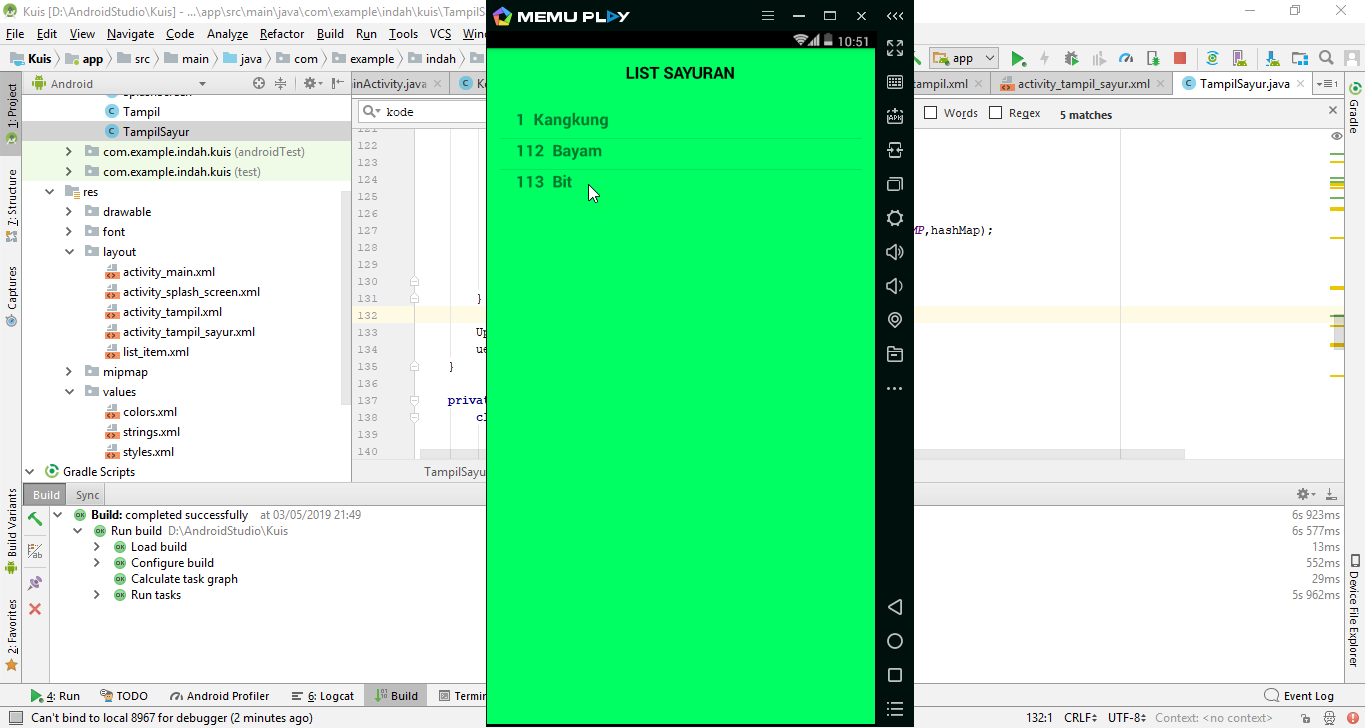 Kuis [D:\AndroidStudio\Kuis] - ...\app\src\main\java\com\example\indah\kuis\TampilS
File Edit View Navigate Code Analyze Refactor Build Run Tools VCS
Kuis app src main java com example indah
app
Android
inActivity.java
tampil.xml
activity_tampil_sayur.xml
TampilSayur.java
1
kode
Words Regex 5 matches
Tampil
TampilSayur
com.example.indah.kuis (androidTest)
com.example.indah.kuis (test)
res
drawable
font
layout
activity_main.xml
activity_splash_screen.xml
activity_tampil.xml
activity_tampil_sayur.xml
list_item.xml
mipmap
values
colors.xml
strings.xml
styles.xml
Gradle Scripts
1: Project
7: Structure
Captures
Build Variants
2: Favorites
122
123
124
125
126
127
128
129
130
131 }
132
133 Up
134 ue
135 }
136
137 privat
138 cl
139
140
MP,hashMap);
TampilSayu
MEMU PLAY
10:51
LIST SAYURAN
1 Kangkung
112 Bayam
113 Bit
APK
Gradle
Device File Explorer
Build Sync
Build: completed successfully at 03/05/2019 21:49 6s 923ms
Run build D:\AndroidStudio\Kuis 6s 577ms
Load build 13ms
Configure build 552ms
Calculate task graph 29ms
Run tasks 5s 962ms
4: Run TODO Android Profiler 6: Logcat Build Termin
Event Log
Can't bind to local 8967 for debugger (2 minutes ago)
132:1 CRLF UTF-8 Context: <no context>